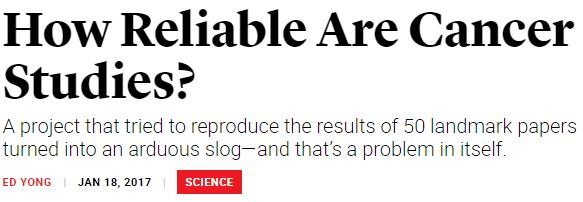 How Reliable Are Cancer
Studies?
A project that tried to reproduce the results of 50 landmark papers
turned into an arduous slog—and that's a problem in itself.
ED YONG | JAN 18, 2017 | SCIENCE